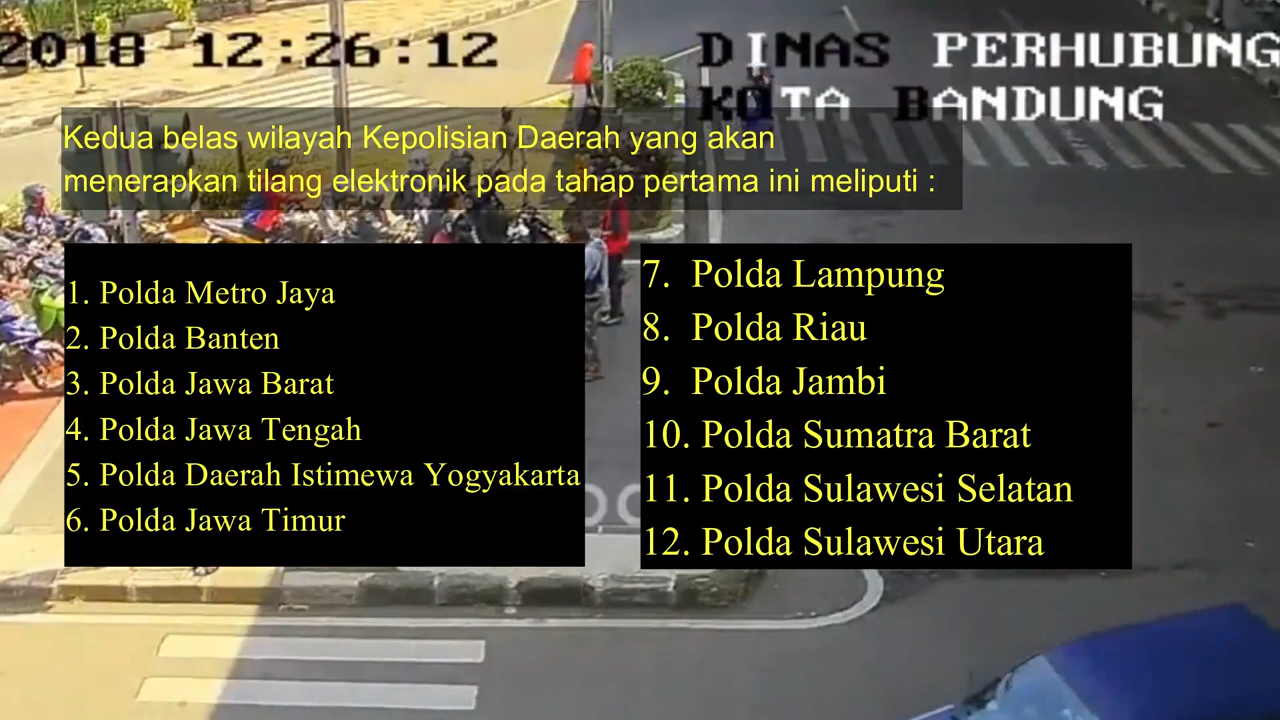 2018 12:26:12
DINAS PERHUBUNG
KOTA BANDUNG
Kedua belas wilayah Kepolisian Daerah yang akan
menerapkan tilang elektronik pada tahap pertama ini meliputi :
1. Polda Metro Jaya
2. Polda Banten
3. Polda Jawa Barat
4. Polda Jawa Tengah
5. Polda Daerah Istimewa Yogyakarta
6. Polda Jawa Timur
7. Polda Lampung
8. Polda Riau
9. Polda Jambi
10. Polda Sumatra Barat
11. Polda Sulawesi Selatan
12. Polda Sulawesi Utara